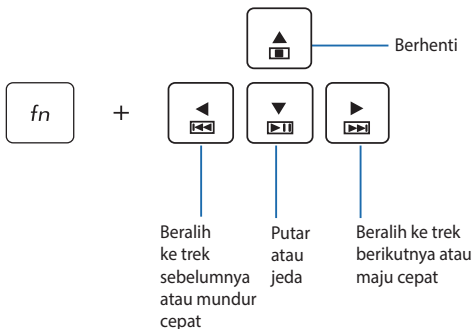 Berhenti
fn
+
Beralih
ke trek
sebelumnya
atau mundur
cepat
Putar
atau
jeda
Beralih ke trek
berikutnya atau
maju cepat